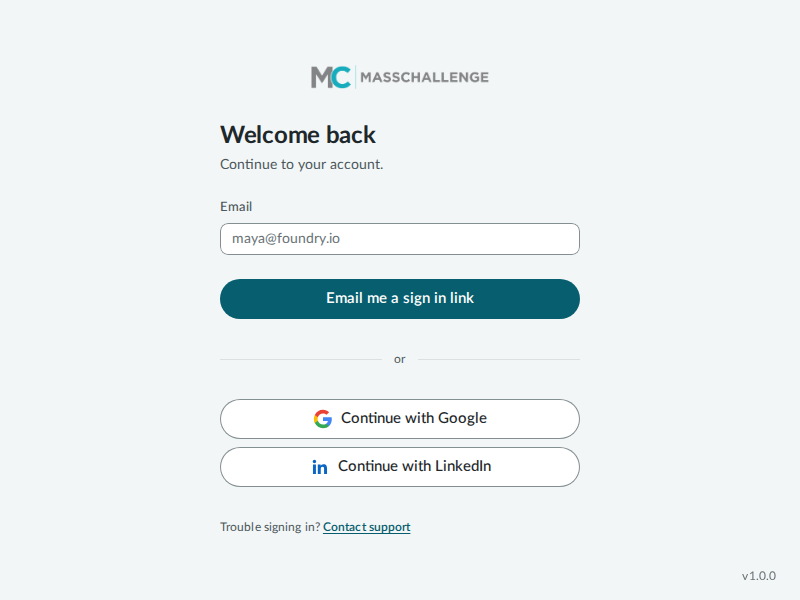 MC MASSCHALLENGE
Welcome back
Continue to your account.
Email
maya@foundry.io
Email me a sign in link
or
Continue with Google
in Continue with LinkedIn
Trouble signing in? Contact support
v1.0.0